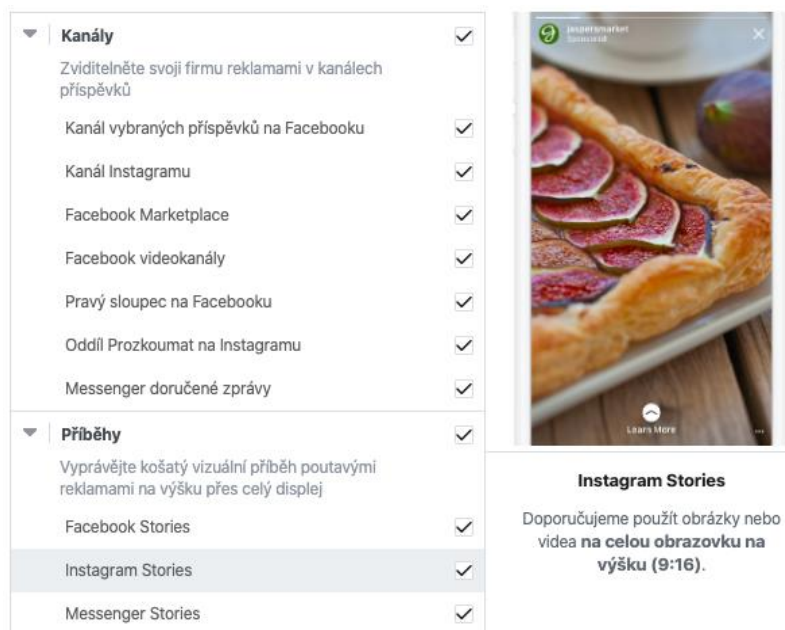 Kanály
Zviditelněte svoji firmu reklamami v kanálech
příspěvků
Kanál vybraných příspěvků na Facebooku
Kanál Instagramu
Facebook Marketplace
Facebook videokanály
Pravý sloupec na Facebooku
Oddíl Prozkoumat na Instagramu
Messenger doručené zprávy
Příběhy
Vyprávějte košatý vizuální příběh poutavými
reklamami na výšku přes celý displej
Facebook Stories
Instagram Stories
Messenger Stories
jaspersmarket
Sponsored
Learn More
Instagram Stories
Doporučujeme použít obrázky nebo
videa na celou obrazovku na
výšku (9:16).